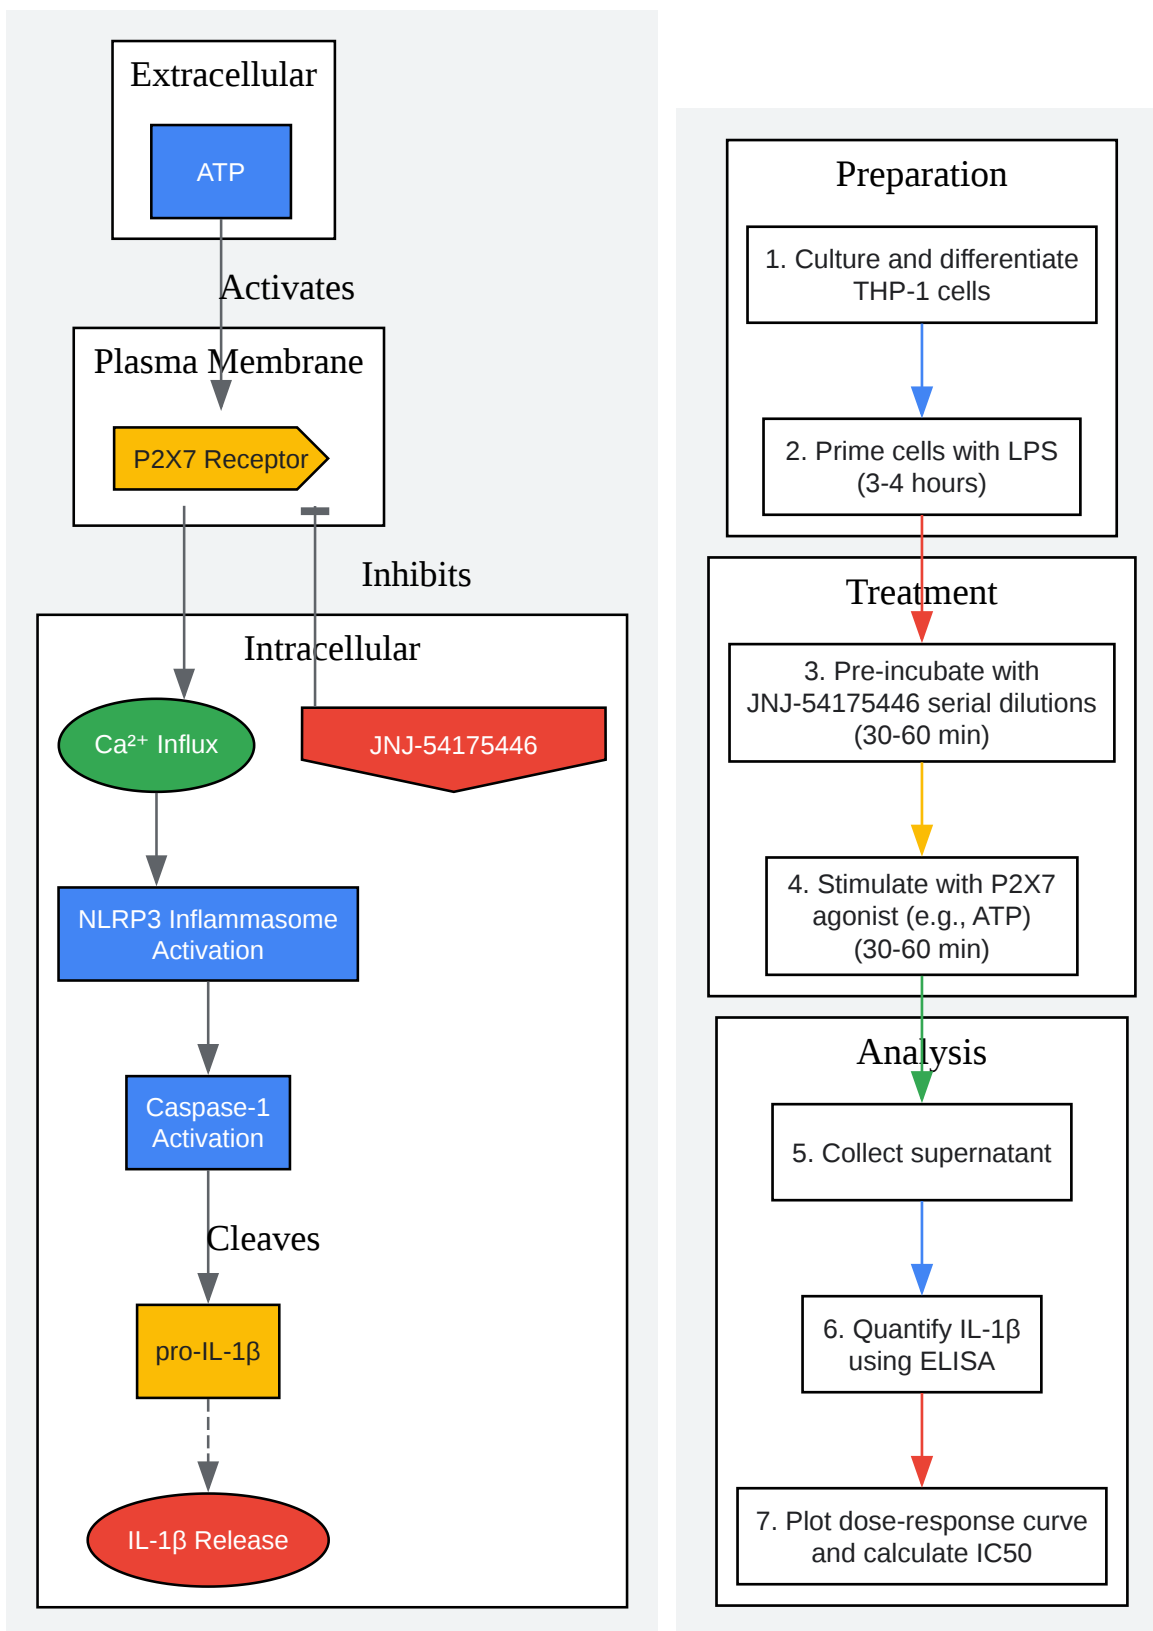 Extracellular
ATP
Activates
Plasma Membrane
P2X7 Receptor
Inhibits
Intracellular
Ca²⁺ Influx
JNJ-54175446
NLRP3 Inflammasome
Activation
Caspase-1
Activation
Cleaves
pro-IL-1β
IL-1β Release
Preparation
1. Culture and differentiate
THP-1 cells
2. Prime cells with LPS
(3-4 hours)
Treatment
3. Pre-incubate with
JNJ-54175446 serial dilutions
(30-60 min)
4. Stimulate with P2X7
agonist (e.g., ATP)
(30-60 min)
Analysis
5. Collect supernatant
6. Quantify IL-1β
using ELISA
7. Plot dose-response curve
and calculate IC50